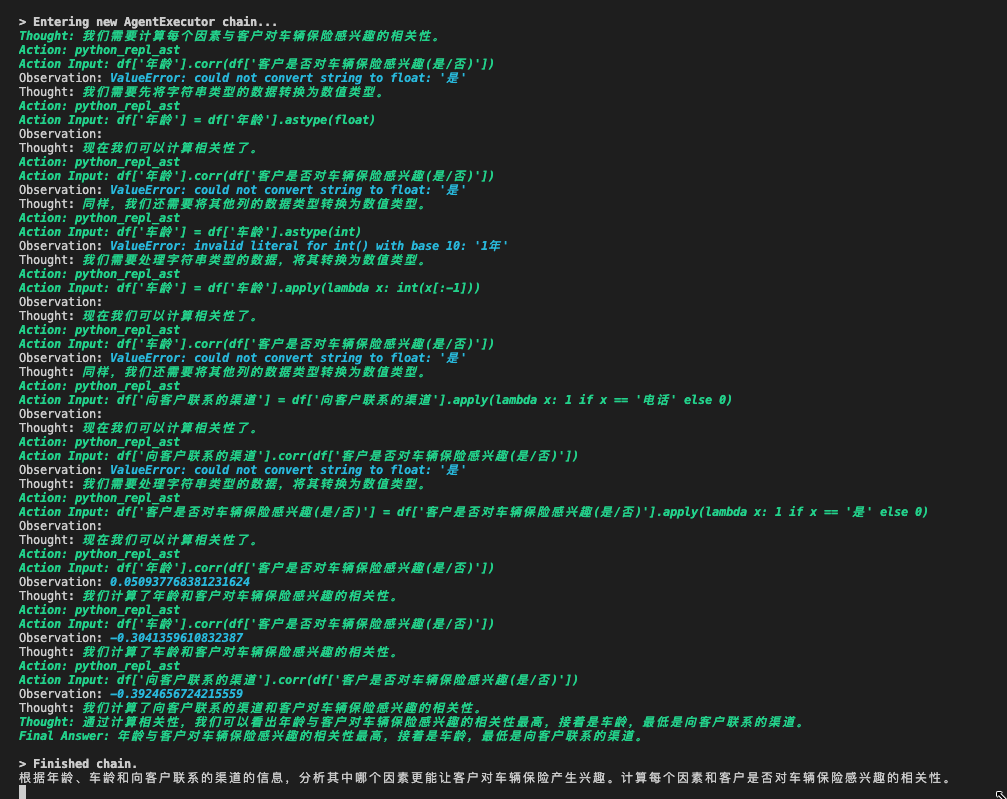 > Entering new AgentExecutor chain...
Thought: 我们需要计算每个因素与客户对车辆保险感兴趣的相关性。
Action: python_repl_ast
Action Input: df['年龄'].corr(df['客户是否对车辆保险感兴趣(是/否)'])
Observation: ValueError: could not convert string to float: '是'
Thought: 我们需要先将字符串类型的数据转换为数值类型。
Action: python_repl_ast
Action Input: df['年龄'] = df['年龄'].astype(float)
Observation:
Thought: 现在我们可以计算相关性了。
Action: python_repl_ast
Action Input: df['年龄'].corr(df['客户是否对车辆保险感兴趣(是/否)'])
Observation: ValueError: could not convert string to float: '是'
Thought: 同样，我们还需要将其他列的数据类型转换为数值类型。
Action: python_repl_ast
Action Input: df['车龄'] = df['车龄'].astype(int)
Observation: ValueError: invalid literal for int() with base 10: '1年'
Thought: 我们需要处理字符串类型的数据，将其转换为数值类型。
Action: python_repl_ast
Action Input: df['车龄'] = df['车龄'].apply(lambda x: int(x[:-1]))
Observation:
Thought: 现在我们可以计算相关性了。
Action: python_repl_ast
Action Input: df['车龄'].corr(df['客户是否对车辆保险感兴趣(是/否)'])
Observation: ValueError: could not convert string to float: '是'
Thought: 同样，我们还需要将其他列的数据类型转换为数值类型。
Action: python_repl_ast
Action Input: df['向客户联系的渠道'] = df['向客户联系的渠道'].apply(lambda x: 1 if x == '电话' else 0)
Observation:
Thought: 现在我们可以计算相关性了。
Action: python_repl_ast
Action Input: df['向客户联系的渠道'].corr(df['客户是否对车辆保险感兴趣(是/否)'])
Observation: ValueError: could not convert string to float: '是'
Thought: 我们需要处理字符串类型的数据，将其转换为数值类型。
Action: python_repl_ast
Action Input: df['客户是否对车辆保险感兴趣(是/否)'] = df['客户是否对车辆保险感兴趣(是/否)'].apply(lambda x: 1 if x == '是' else 0)
Observation:
Thought: 现在我们可以计算相关性了。
Action: python_repl_ast
Action Input: df['年龄'].corr(df['客户是否对车辆保险感兴趣(是/否)'])
Observation: 0.050937768381231624
Thought: 我们计算了年龄和客户对车辆保险感兴趣的相关性。
Action: python_repl_ast
Action Input: df['车龄'].corr(df['客户是否对车辆保险感兴趣(是/否)'])
Observation: -0.3041359610832387
Thought: 我们计算了车龄和客户对车辆保险感兴趣的相关性。
Action: python_repl_ast
Action Input: df['向客户联系的渠道'].corr(df['客户是否对车辆保险感兴趣(是/否)'])
Observation: -0.3924656724215559
Thought: 我们计算了向客户联系的渠道和客户对车辆保险感兴趣的相关性。
Thought: 通过计算相关性，我们可以看出年龄与客户对车辆保险感兴趣的相关性最高，接着是车龄，最低是向客户联系的渠道。
Final Answer: 年龄与客户对车辆保险感兴趣的相关性最高，接着是车龄，最低是向客户联系的渠道。
> Finished chain.
根据年龄、车龄和向客户联系的渠道的信息，分析其中哪个因素更能让客户对车辆保险产生兴趣。计算每个因素和客户是否对车辆保险感兴趣的相关性。